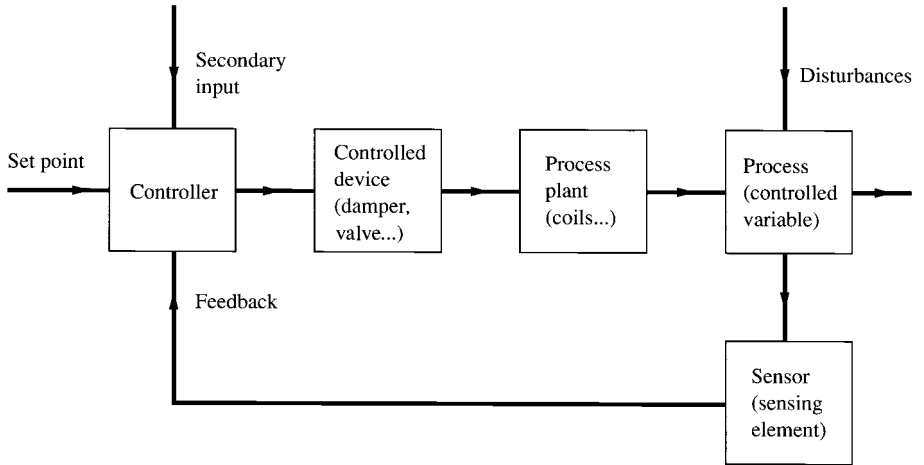 Secondary
input
Disturbances
Set point
Controller
Controlled
device
(damper,
valve...)
Process
plant
(coils...)
Process
(controlled
variable)
Feedback
Sensor
(sensing
element)